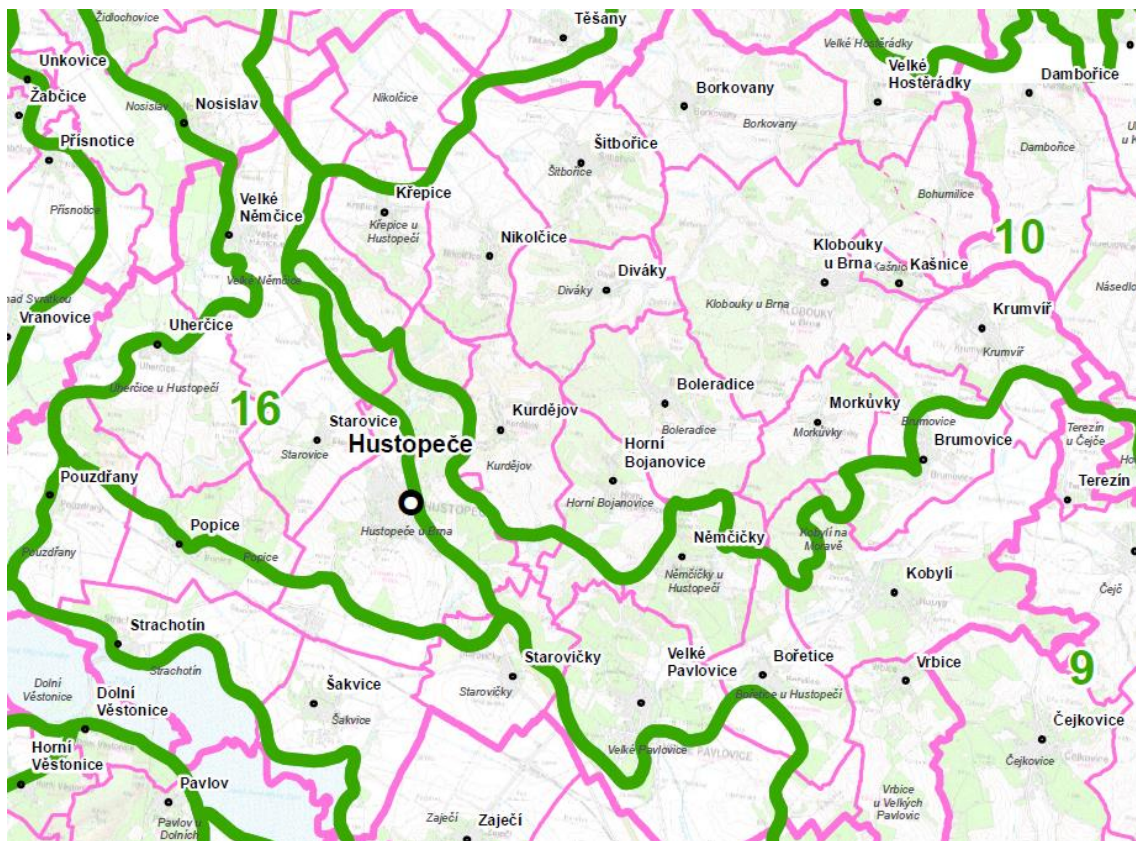 Židlochovice
Těšany
Velké Hostěrádky
Unkovice
Žabčice
Nosislav
Nosislav
Nikolčice
Borkovany
Borkovany
Velké
Hostěrádky
Dambořice
Dambořice
Přísnotice
Přísnotice
Šitbořice
Šitbořice
Křepice
Křepice u
Hustopečí
Bohumilice
Velké
Němčice
Velké Němčice
Nikolčice
Diváky
Diváky
Klobouky
u Brna
Klobouky u Brna
KLOBOUKY
Kašnice
10
Vranovice
Uherčice
Uherčice u Hustopečí
Krumvíř
Krumvíř
16
Starovice
Starovice
Hustopeče
Hustopeče u Brna
Kurdějov
Kurdějov
Boleradice
Boleradice
Horní
Bojanovice
Horní Bojanovice
Morkůvky
Morkůvky
Brumovice
Brumovice
Terezín
u Čejče
Terezín
Pouzdřany
Pouzdřany
Popice
Popice
Němčičky
Němčičky u
Hustopečí
Kobylí na
Moravě
Kobylí
Čejč
Strachotín
Strachotín
Starovičky
Starovičky
Velké
Pavlovice
Velké Pavlovice
Bořetice
Bořetice u Hustopečí
Vrbice
Vrbice
u Velkých
Pavlovic
9
Dolní
Věstonice
Dolní
Věstonice
Horní
Věstonice
Šakvice
Šakvice
Čejkovice
Čejkovice
Pavlov
Pavlov u
Dolních
Zaječí
Zaječí